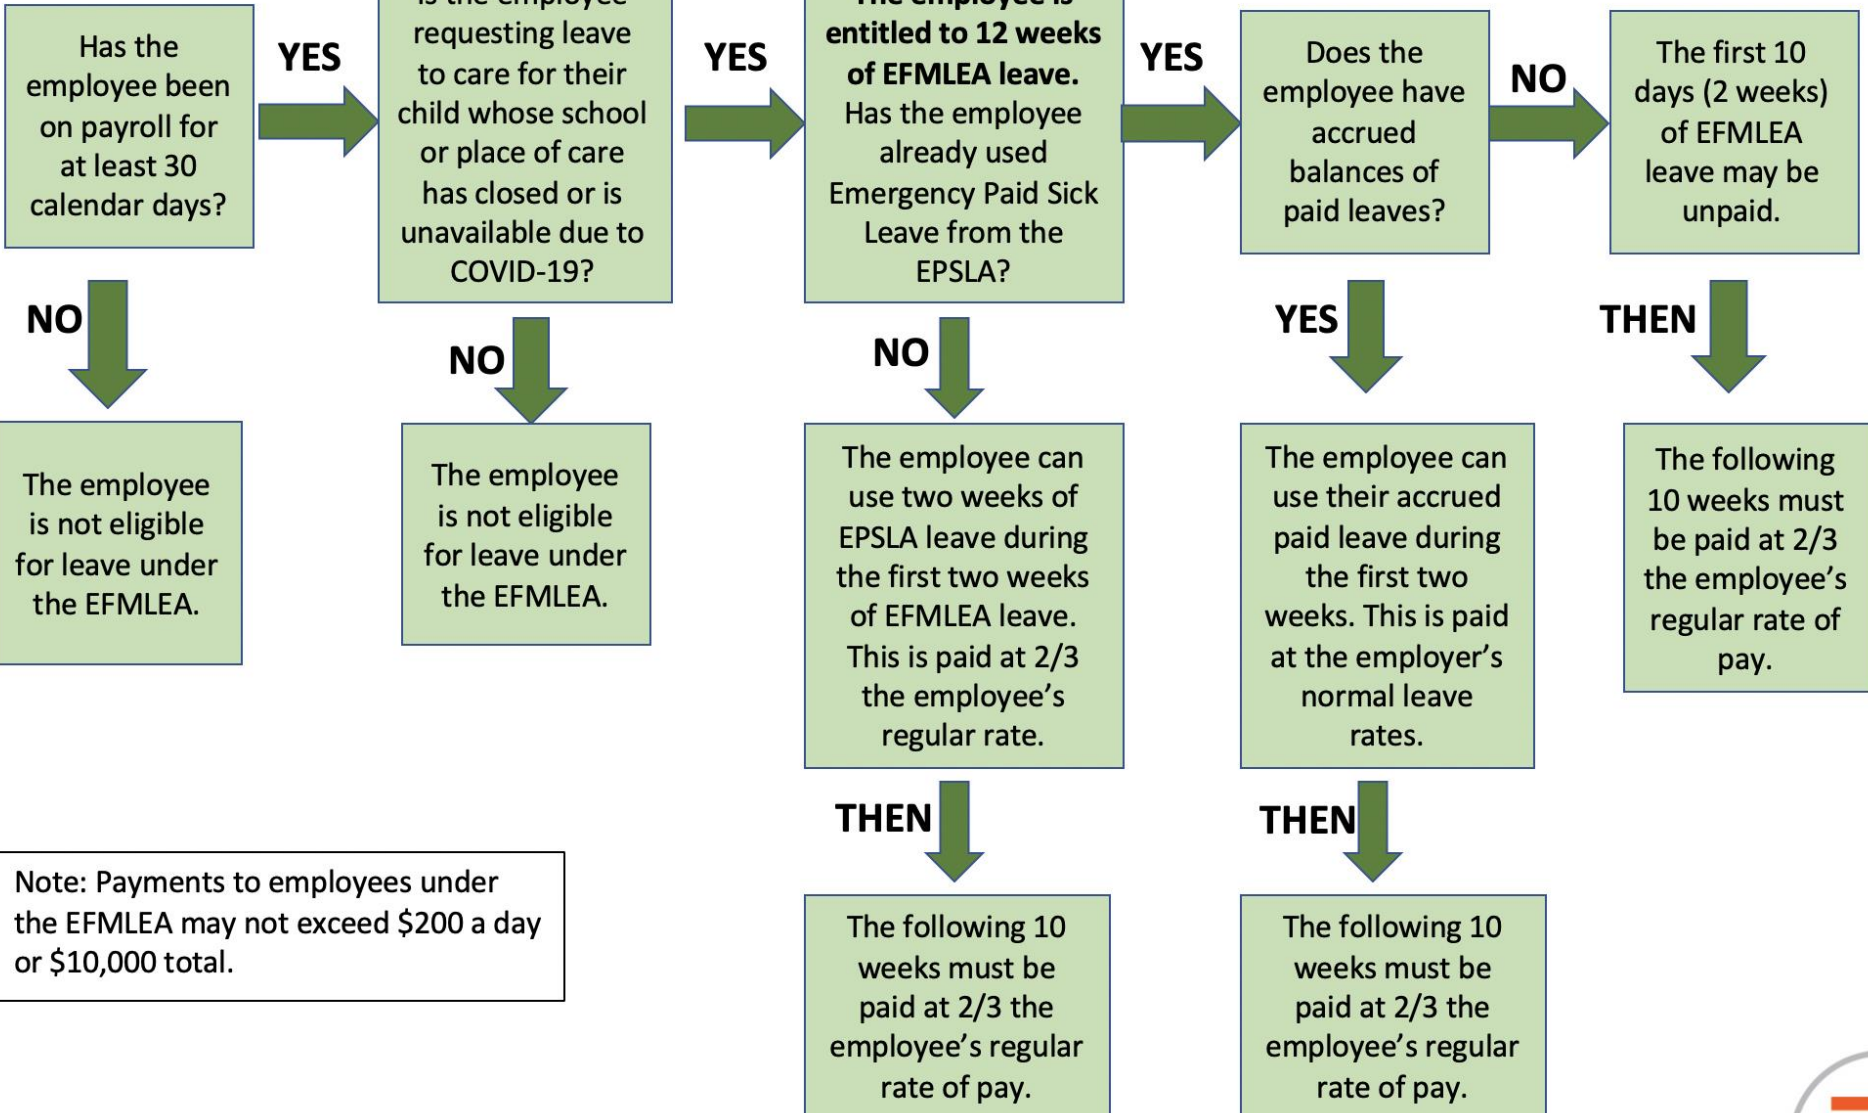 Has the
employee been
on payroll for
at least 30
calendar days?
YES
is the employee
requesting leave
to care for their
child whose school
or place of care
has closed or is
unavailable due to
COVID-19?
YES
The employee is
entitled to 12 weeks
of EFMLEA leave.
Has the employee
already used
Emergency Paid Sick
Leave from the
EPSLA?
YES
Does the
employee have
accrued
balances of
paid leaves?
NO
The first 10
days (2 weeks)
of EFMLEA
leave may be
unpaid.
NO
NO
NO
YES
THEN
The employee
is not eligible
for leave under
the EFMLEA.
The employee
is not eligible
for leave under
the EFMLEA.
The employee can
use two weeks of
EPSLA leave during
the first two weeks
of EFMLEA leave.
This is paid at 2/3
the employee’s
regular rate.
The employee can
use their accrued
paid leave during
the first two
weeks. This is paid
at the employer’s
normal leave
rates.
The following
10 weeks must
be paid at 2/3
the employee’s
regular rate of
pay.
THEN
THEN
Note: Payments to employees under
the EFMLEA may not exceed $200 a day
or $10,000 total.
The following 10
weeks must be
paid at 2/3 the
employee’s regular
rate of pay.
The following 10
weeks must be
paid at 2/3 the
employee’s regular
rate of pay.